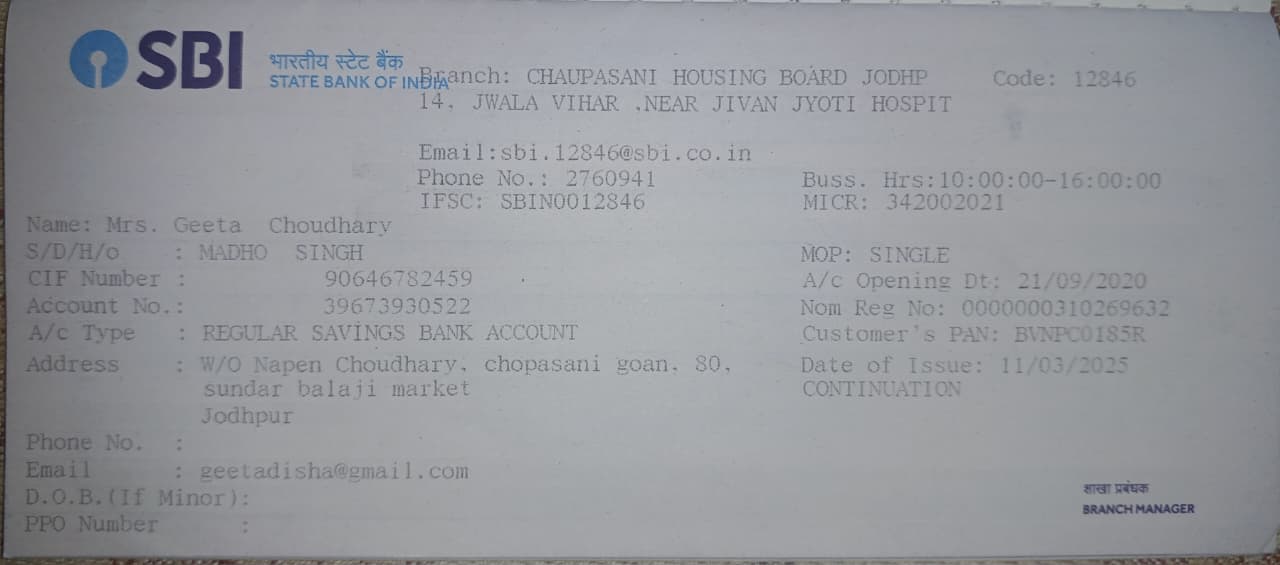 SBI भारतीय स्टेट बैंक
STATE BANK OF INDIA
Branch: CHAUPASANI HOUSING BOARD JODHP Code: 12846
14, JWALA VIHAR .NEAR JIVAN JYOTI HOSPIT
Email:sbi.12846@sbi.co.in
Phone No.: 2760941 Buss. Hrs:10:00:00-16:00:00
IFSC: SBIN0012846 MICR: 342002021
Name: Mrs. Geeta Choudhary
S/D/H/o : MADHO SINGH MOP: SINGLE
CIF Number : 90646782459 A/c Opening Dt: 21/09/2020
Account No.: 39673930522 Nom Reg No: 0000000310269632
A/c Type : REGULAR SAVINGS BANK ACCOUNT Customer's PAN: BVNPC0185R
Address : W/O Napen Choudhary, chopasani goan, 80, Date of Issue: 11/03/2025
sundar balaji market CONTINUATION
Jodhpur
Phone No. :
Email : geetadisha@gmail.com
D.O.B.(If Minor):
PPO Number :
शाखा प्रबंधक
BRANCH MANAGER